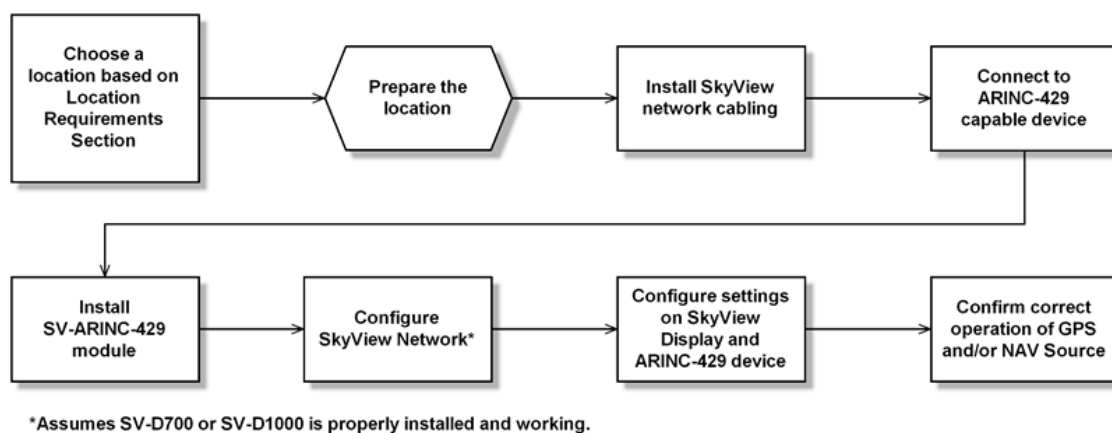 Choose a
location based on
Location
Requirements
Section
Prepare the
location
Install SkyView
network cabling
Connect to
ARINC-429
capable device
Install
SV-ARINC-429
module
Configure
SkyView Network*
Configure settings
on SkyView
Display and
ARINC-429 device
Confirm correct
operation of GPS
and/or NAV Source
*Assumes SV-D700 or SV-D1000 is properly installed and working.